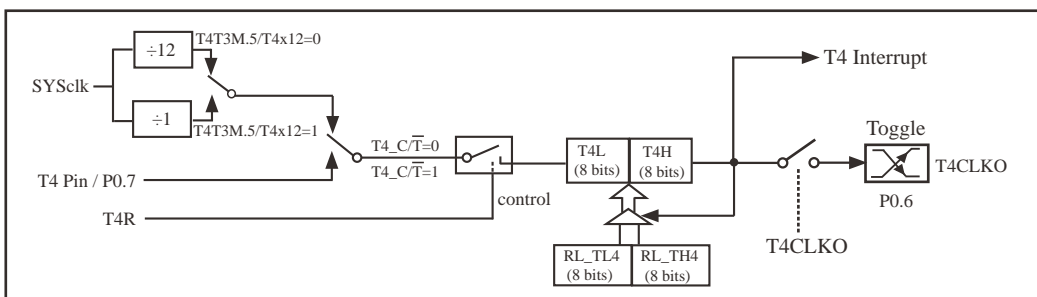 ÷12
T4T3M.5/T4x12=0
SYSclk
÷1
T4T3M.5/T4x12=1
T4_C/T̅=0
T4_C/T̅=1
T4 Pin / P0.7
T4R
control
T4L
(8 bits)
T4H
(8 bits)
RL_TL4
(8 bits)
RL_TH4
(8 bits)
T4 Interrupt
Toggle
T4CLKO
P0.6
T4CLKO